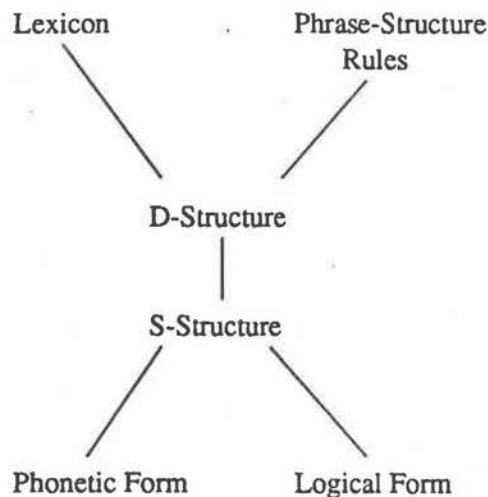 Lexicon
Phrase-Structure
Rules
D-Structure
S-Structure
Phonetic Form
Logical Form